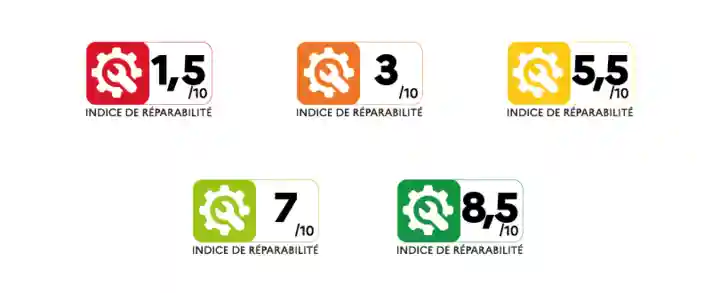 1,5
/10
INDICE DE RÉPARABILITÉ
3
/10
INDICE DE RÉPARABILITÉ
5,5
/10
INDICE DE RÉPARABILITÉ
7
/10
INDICE DE RÉPARABILITÉ
8,5
/10
INDICE DE RÉPARABILITÉ